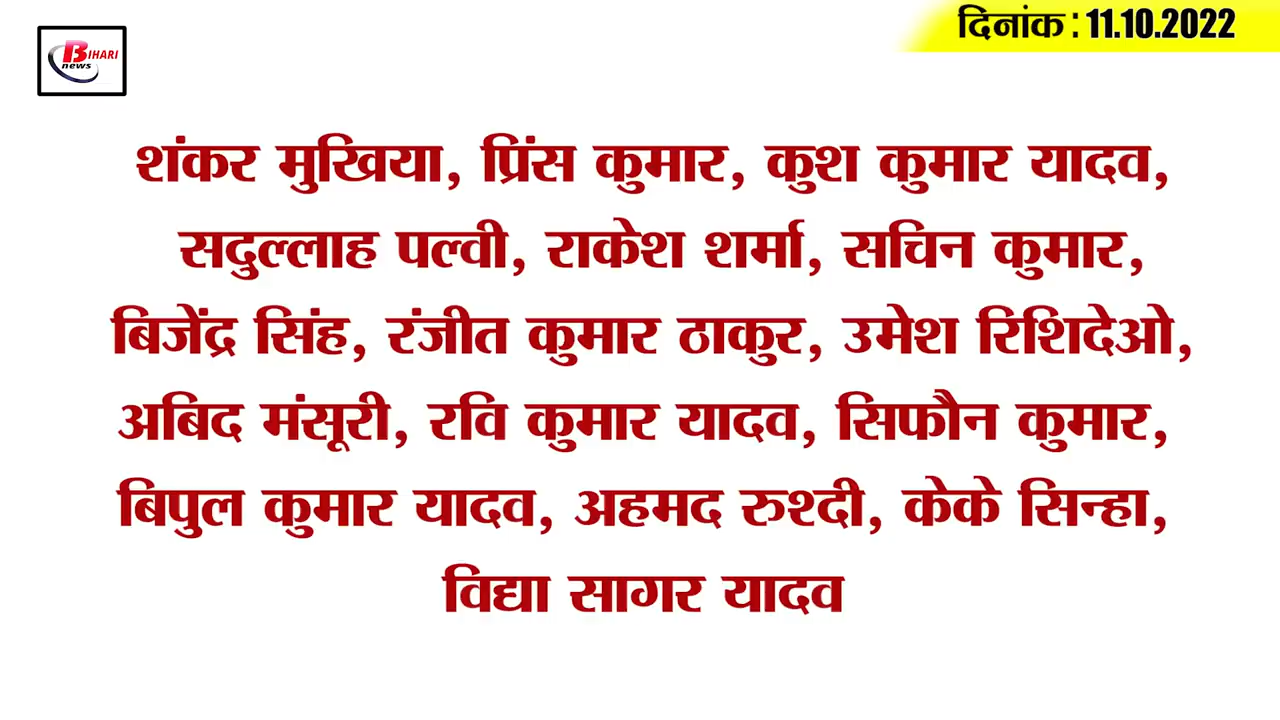 BIHARI
news
दिनांक : 11.10.2022
शंकर मुखिया, प्रिंस कुमार, कुश कुमार यादव,
सदुल्लाह पल्वी, राकेश शर्मा, सचिन कुमार,
बिजेंद्र सिंह, रंजीत कुमार ठाकुर, उमेश रिशिदेओ,
अबिद मंसूरी, रवि कुमार यादव, सिफौन कुमार,
बिपुल कुमार यादव, अहमद रुश्दी, केके सिन्हा,
विद्या सागर यादव